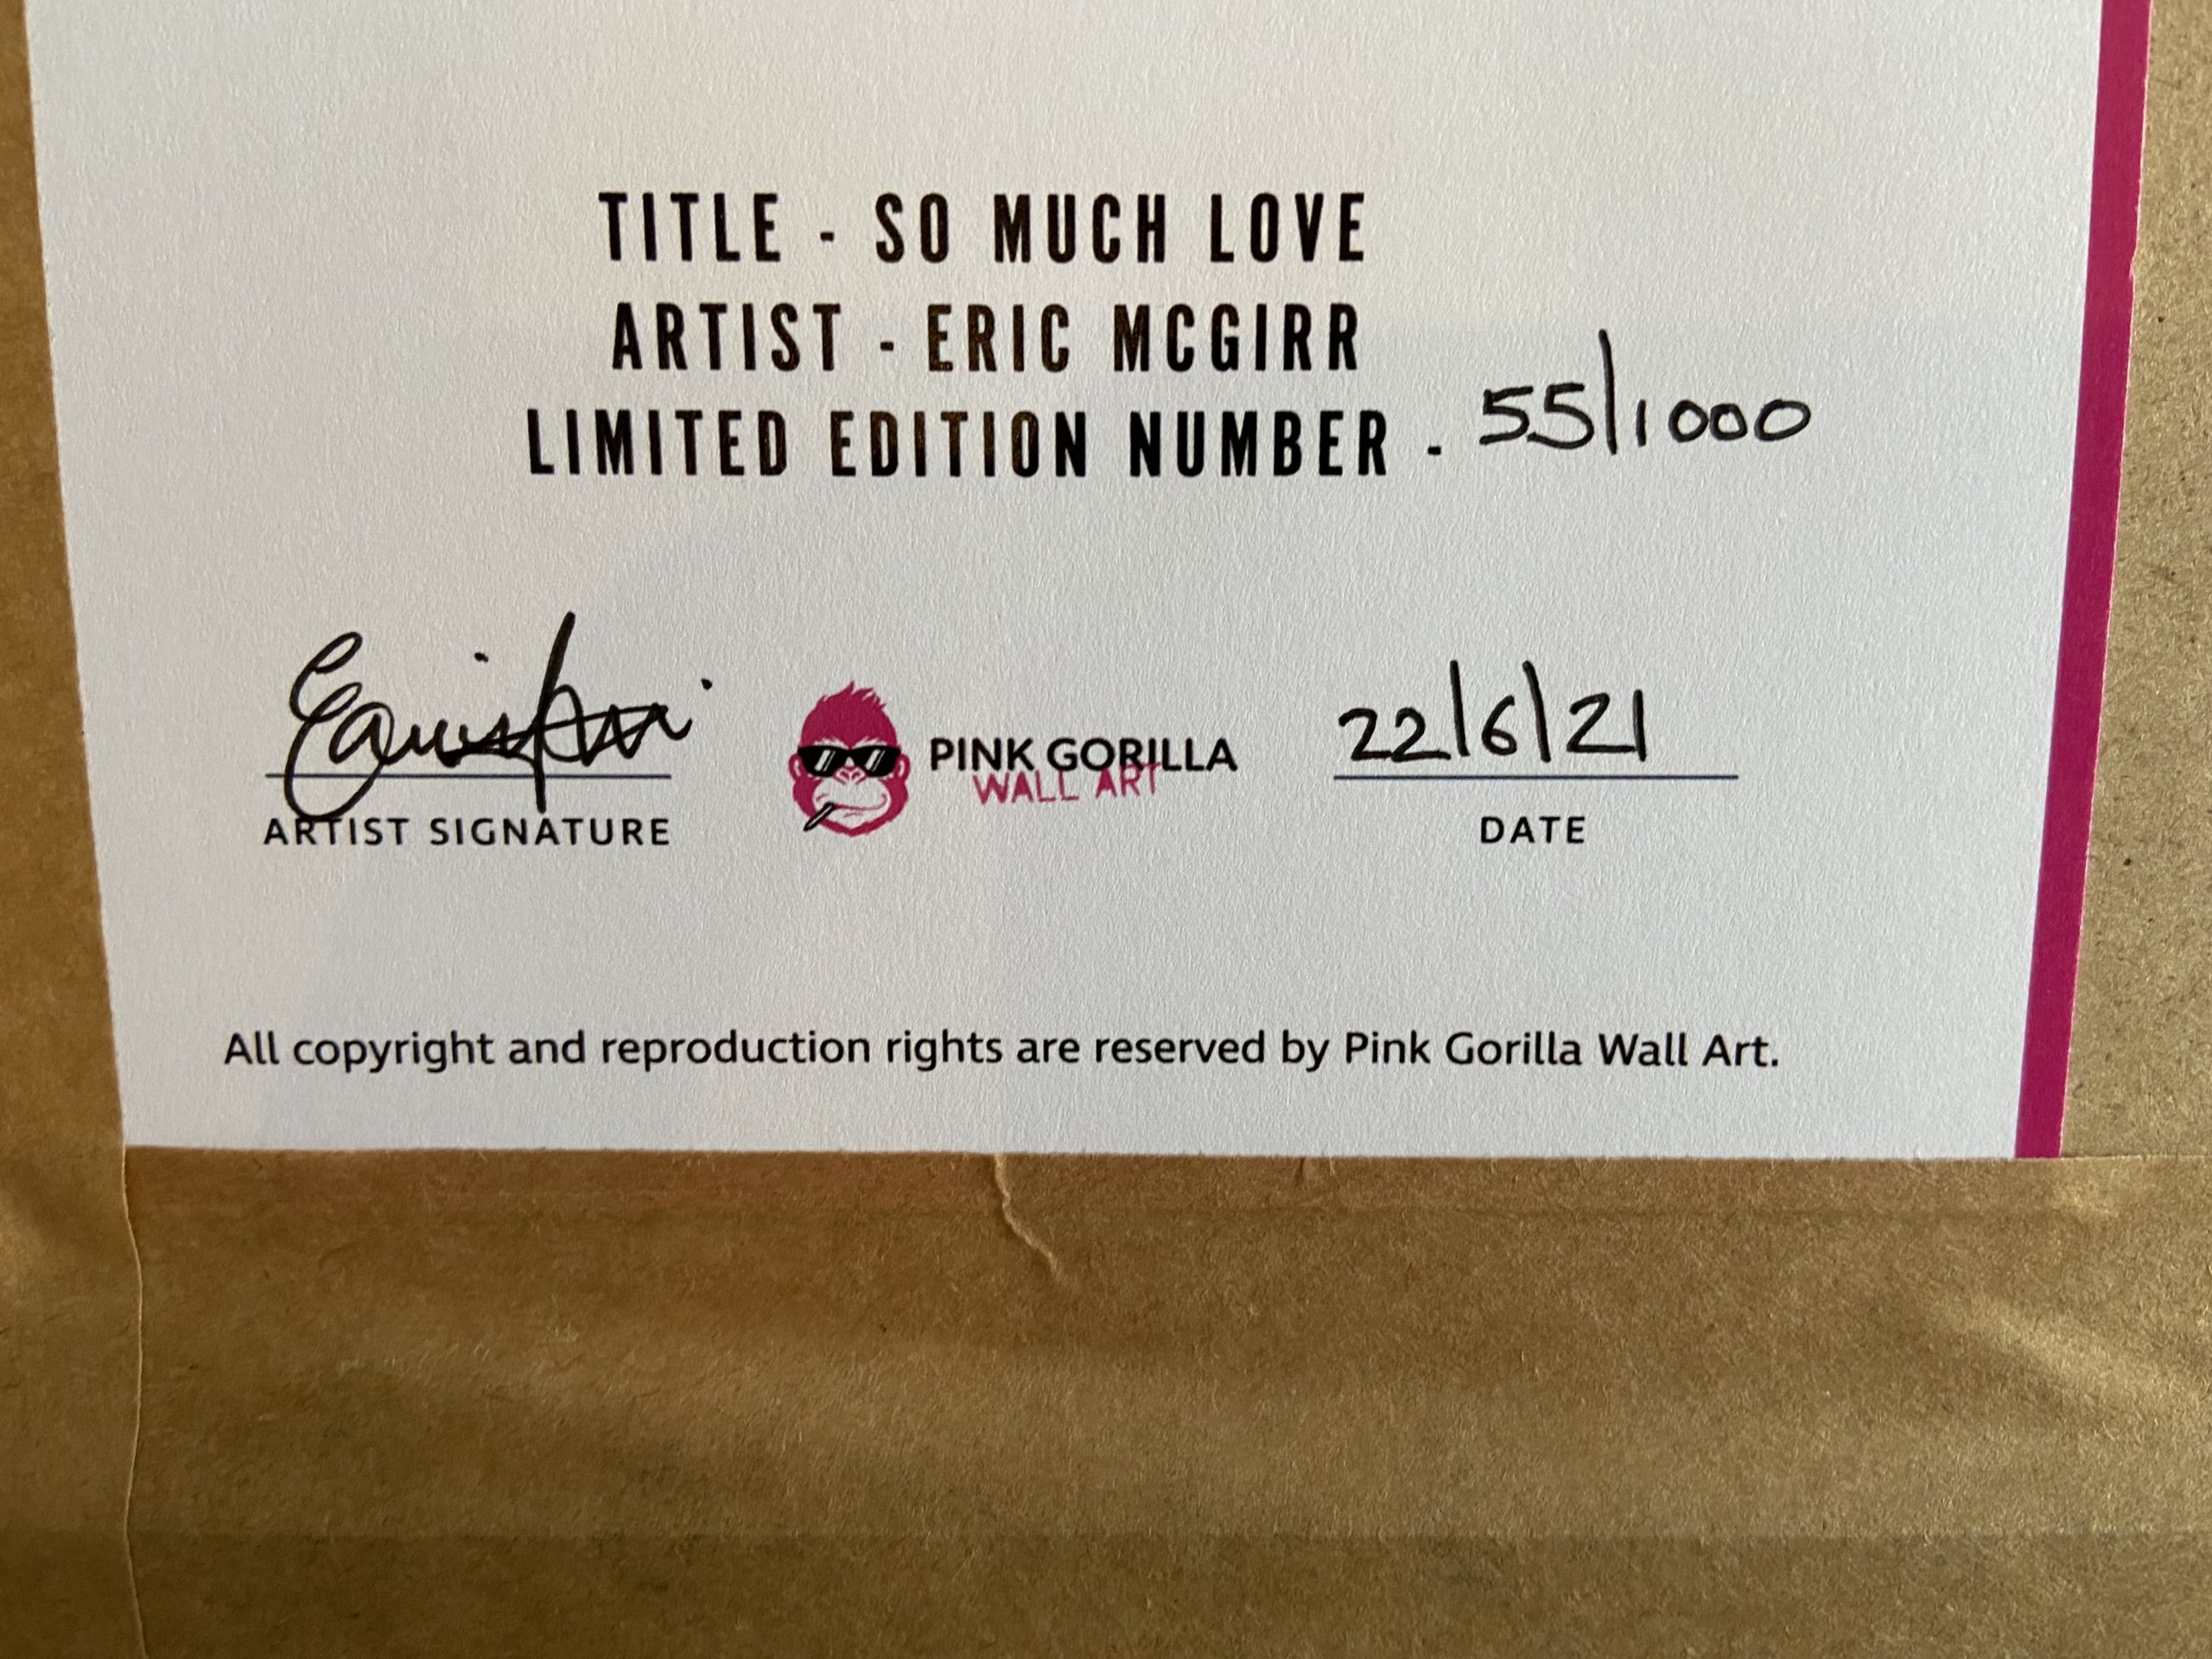 TITLE - SO MUCH LOVE
ARTIST - ERIC MCGIRR
LIMITED EDITION NUMBER - 55/1000
PINK GORILLA
WALL ART
22/6/21
ARTIST SIGNATURE
DATE
All copyright and reproduction rights are reserved by Pink Gorilla Wall Art.